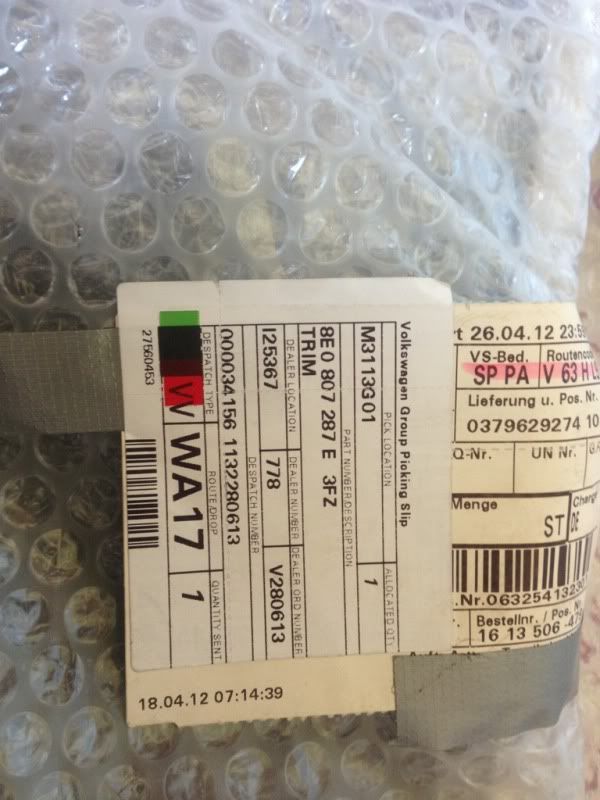 Volkswagen Group Picking Slip
PICK LOCATION
ALLOCATED QTY
M3113G01
1
PART NUMBER/DESCRIPTION
8E0 807 287 E 3FZ
TRIM
DEALER LOCATION
DEALER NUMBER
DEALER ORD NUMBER
I25367
778
V280613
DESPATCH NUMBER
000034156 1132280613
DESPATCH TYPE
ROUTE/DROP
QUANTITY SENT
VV
WA17
1
27560453
18.04.12 07:14:39
26.04.12
VS-Bed.
SP PA
V 63 H
Lieferung u. Pos. Nr.
0379629274 10
Q-Nr.
UN Nr.
Menge
ST
DE
Bestellnr. / Pos.
16 13 506